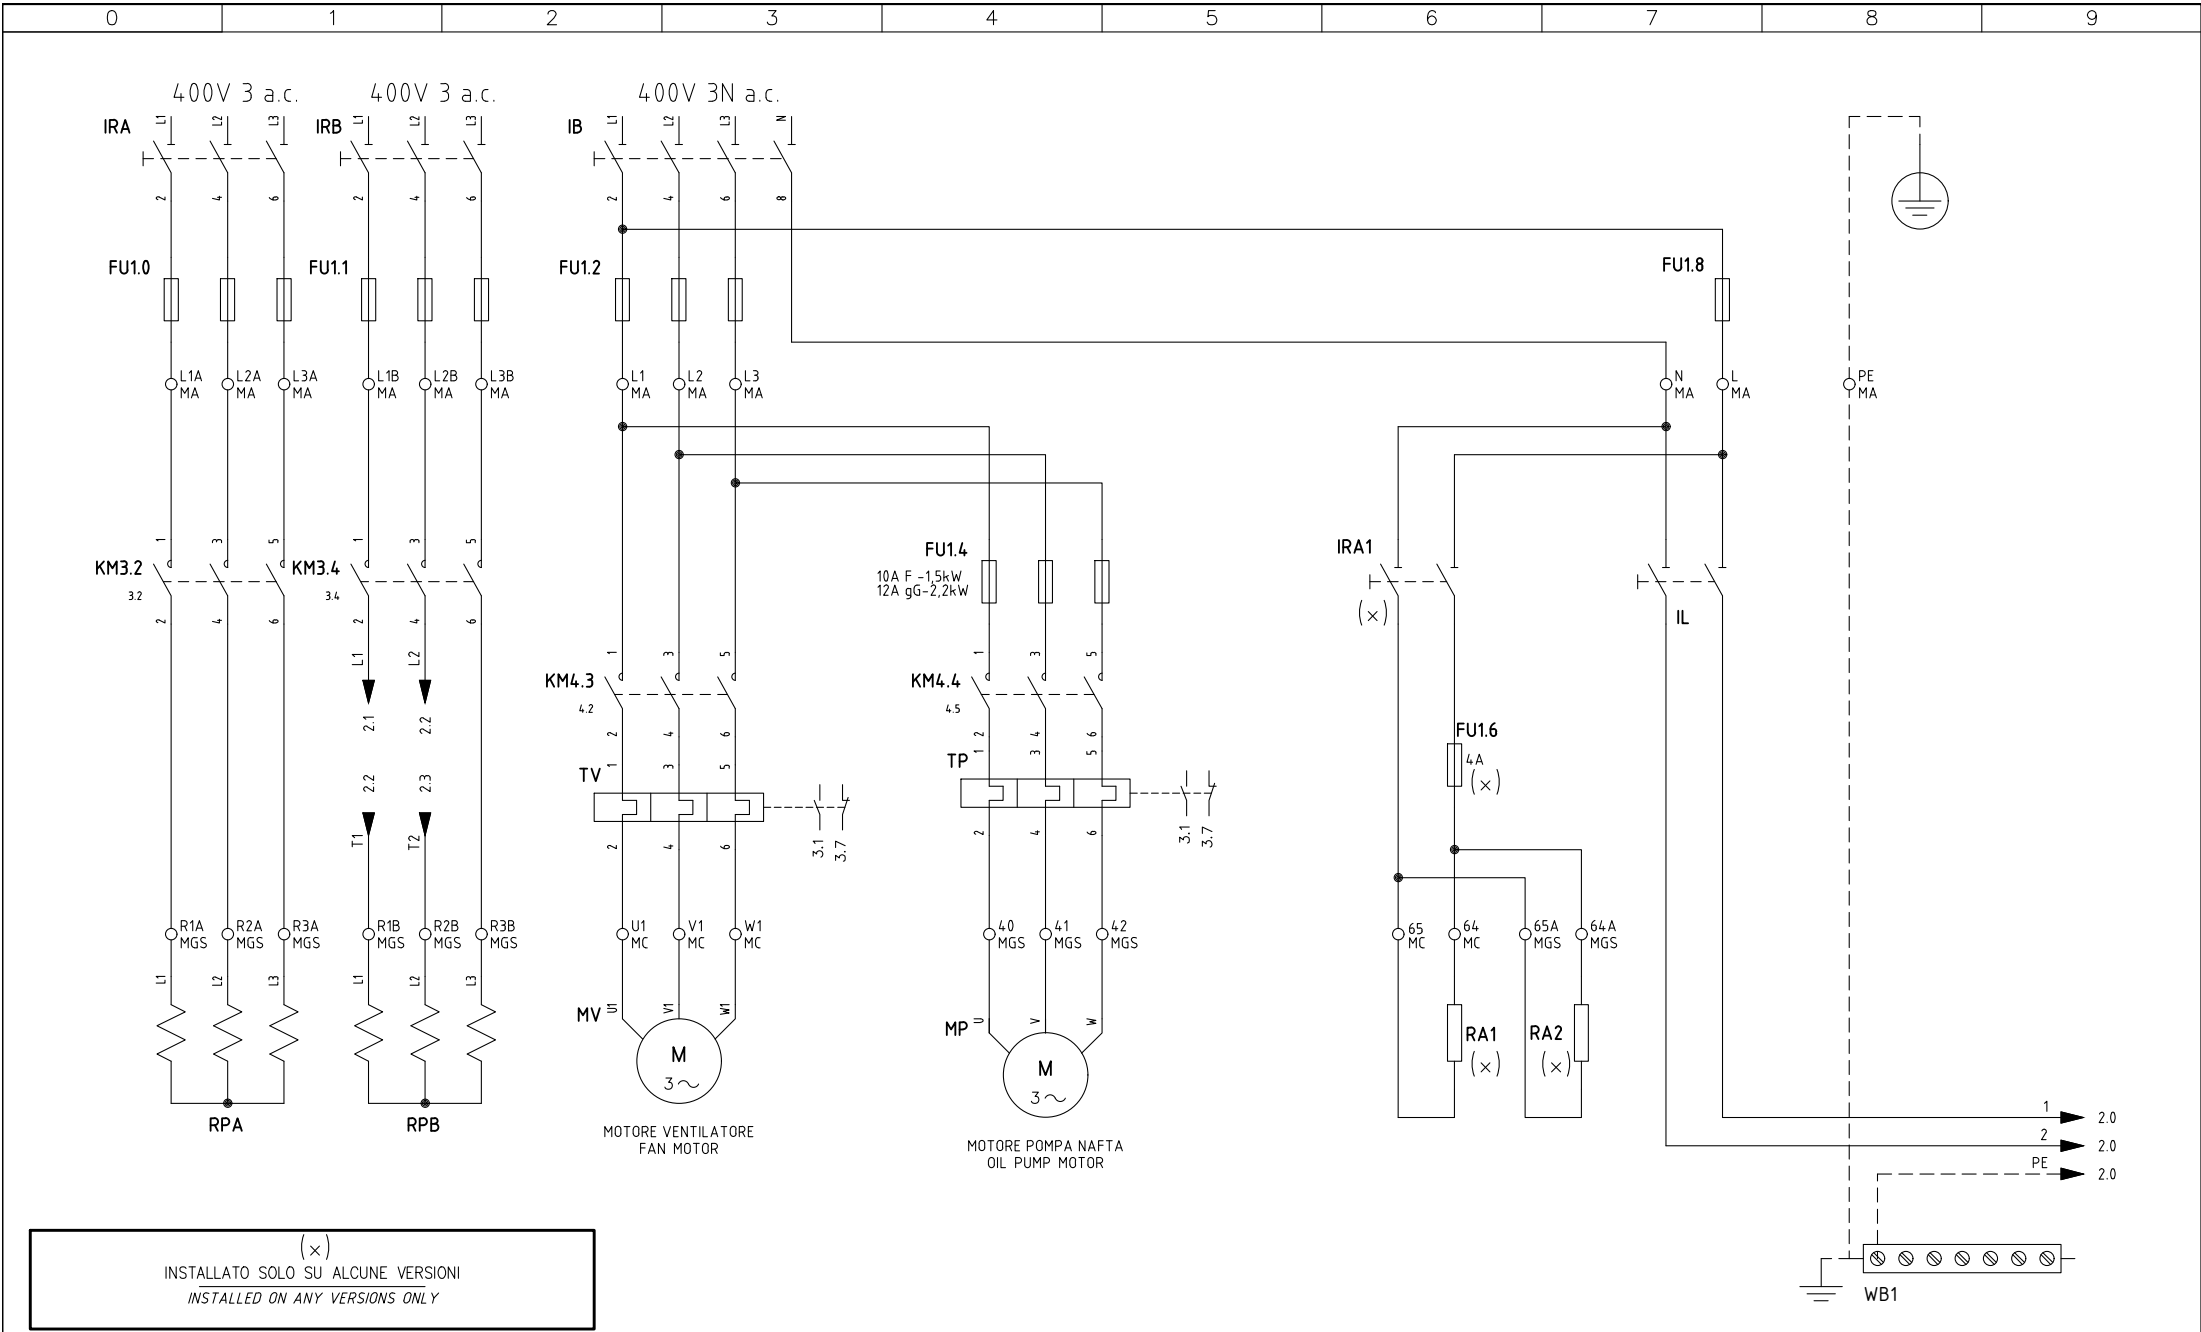 0 1 2 3 4 5 6 7 8 9
400V 3 a.c. 400V 3 a.c. 400V 3N a.c.
IRA L1 L2 L3 IRB L1 L2 L3 IB L1 L2 L3 N
2 4 6 2 4 6 2 4 6 8
FU1.0 FU1.1 FU1.2 FU1.8
L1A L2A L3A L1B L2B L3B L1 L2 L3 N L PE
MA MA MA MA MA MA MA MA MA MA MA MA
1 3 5 1 3 5
KM3.2 KM3.4 FU1.4 IRA1
3.2 3.4 10A F -1,5kW
12A gG-2,2kW
(x) IL
2 4 6 2 4 6
L1 L2 1 3 5 1 3 5
KM4.3 KM4.4
4.2 4.5
2.1 2.2 2 4 6 2 4 6 FU1.6
4A
(x)
2.2 2.3 TV 1 3 5 TP 1 3 5
T1 T2 2 4 6 3.1 3.7 2 4 6 3.1 3.7
R1A R2A R3A R1B R2B R3B U1 V1 W1 40 41 42 65 64 65A 64A
MGS MGS MGS MGS MGS MGS MC MC MC MGS MGS MGS MC MC MGS MGS
L1 L2 L3 L1 L2 L3
MV U1 V1 W1 MP U V W RA1 RA2
(x) (x)
M M
3~ 3~
RPA RPB
MOTORE VENTILATORE
FAN MOTOR
MOTORE POMPA NAFTA
OIL PUMP MOTOR
1 2.0
2 2.0
PE 2.0
(x)
INSTALLATO SOLO SU ALCUNE VERSIONI
INSTALLED ON ANY VERSIONS ONLY
WB1